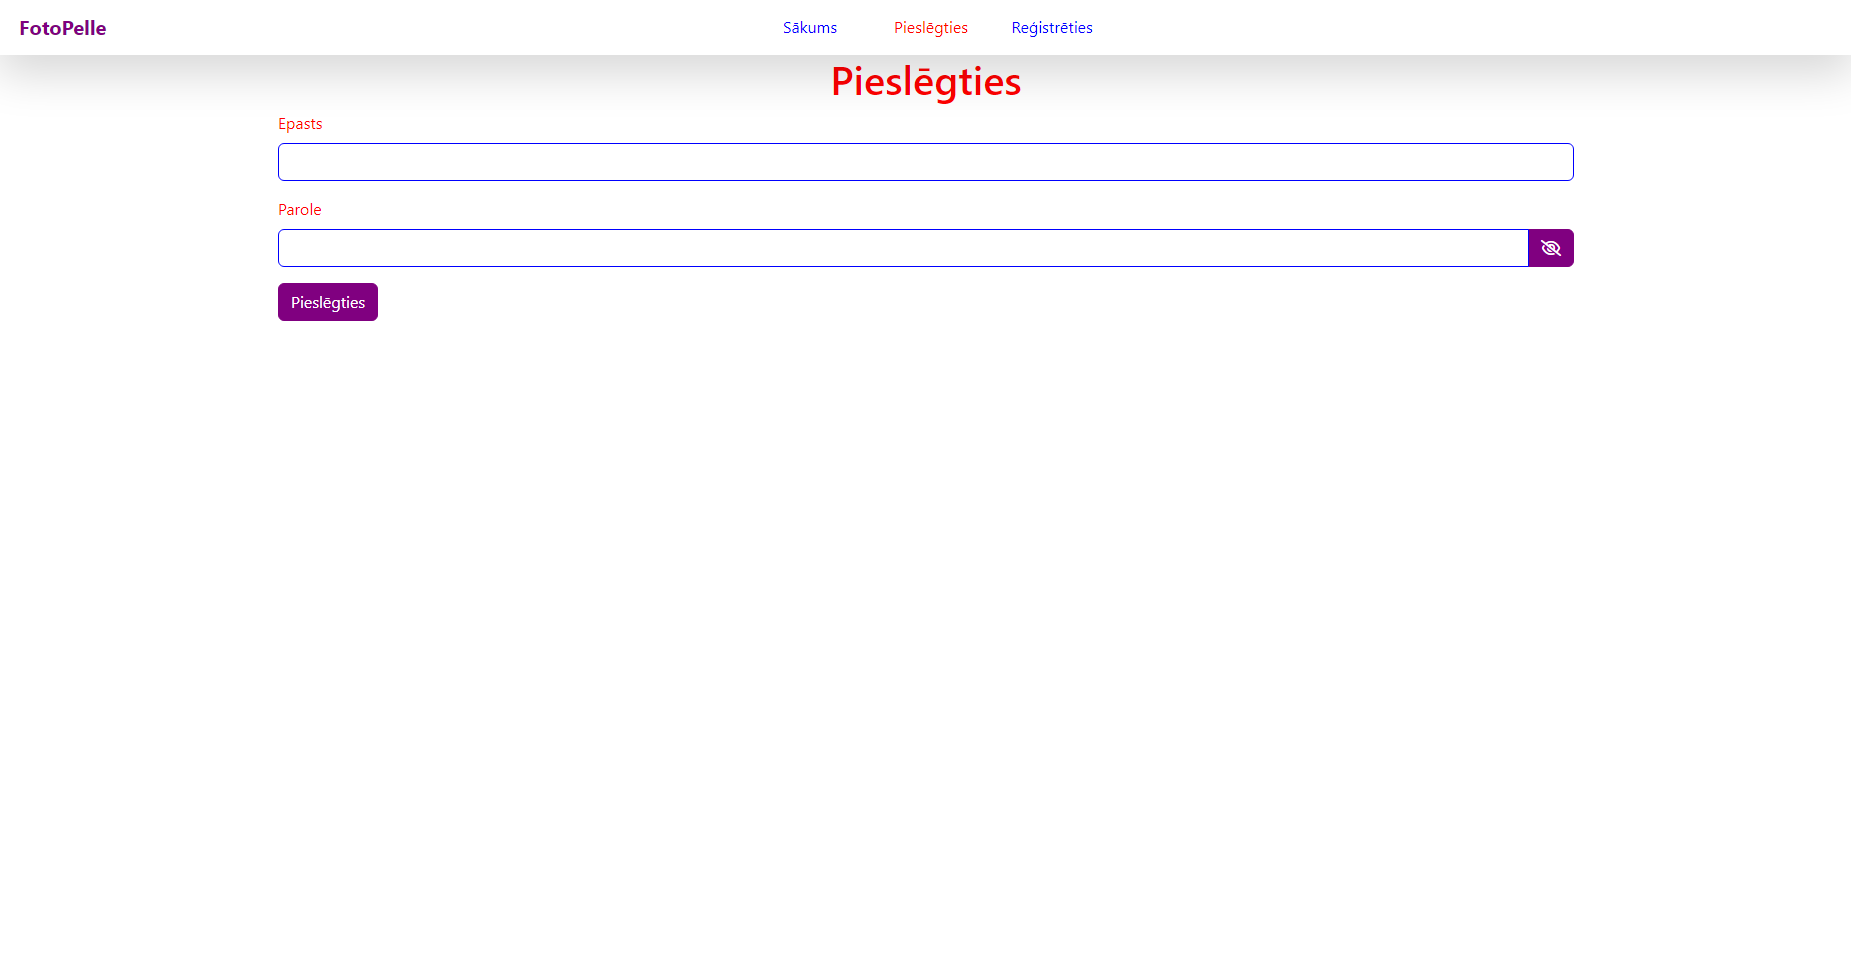 FotoPelle
Sākums
Pieslēgties
Reģistrēties
Pieslēgties
Epasts
Parole
Pieslēgties